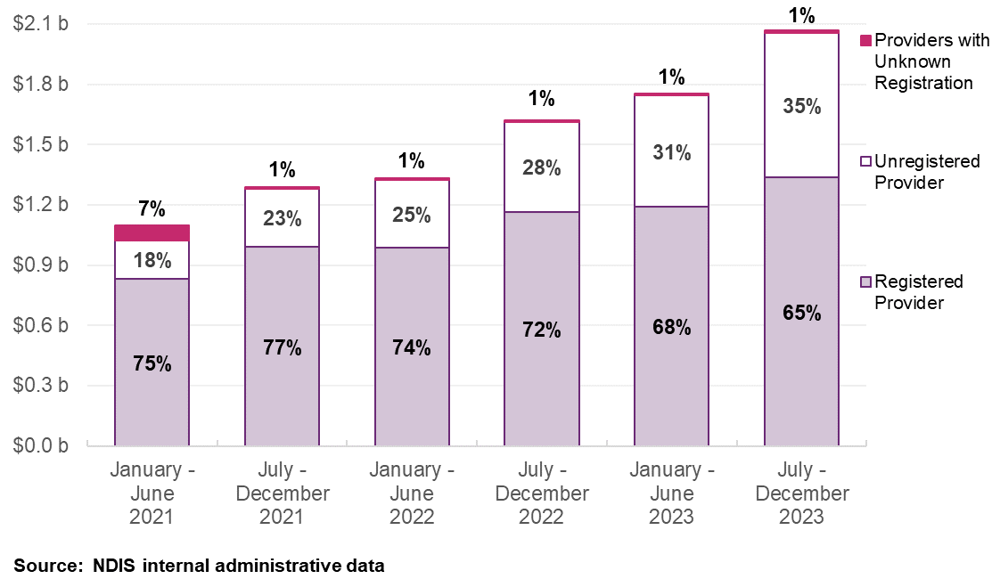 $2.1 b
$1.8 b
$1.5 b
$1.2 b
$0.9 b
$0.6 b
$0.3 b
$0.0 b
7%
18%
75%
1%
23%
77%
1%
25%
74%
1%
28%
72%
1%
31%
68%
1%
35%
65%
January -
June
2021
July -
December
2021
January -
June
2022
July -
December
2022
January -
June
2023
July -
December
2023
Providers with
Unknown
Registration
Unregistered
Provider
Registered
Provider
Source:  NDIS internal administrative data